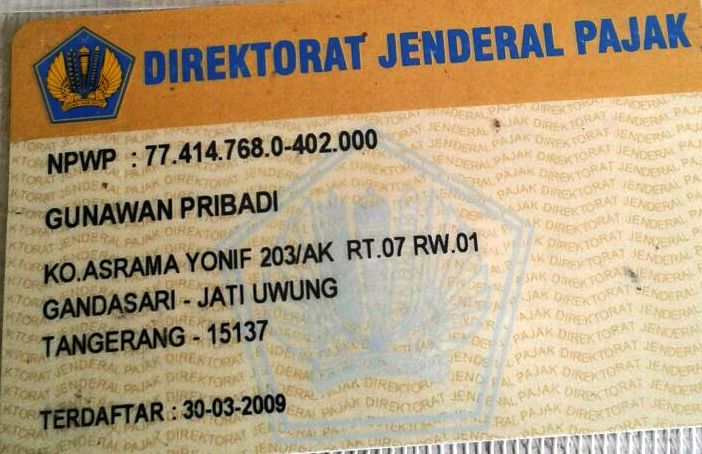 DIREKTORAT JENDERAL PAJAK
NPWP : 77.414.768.0-402.000
GUNAWAN PRIBADI
KO.ASRAMA YONIF 203/AK RT.07 RW.01
GANDASARI - JATI UWUNG
TANGERANG - 15137
TERDAFTAR : 30-03-2009